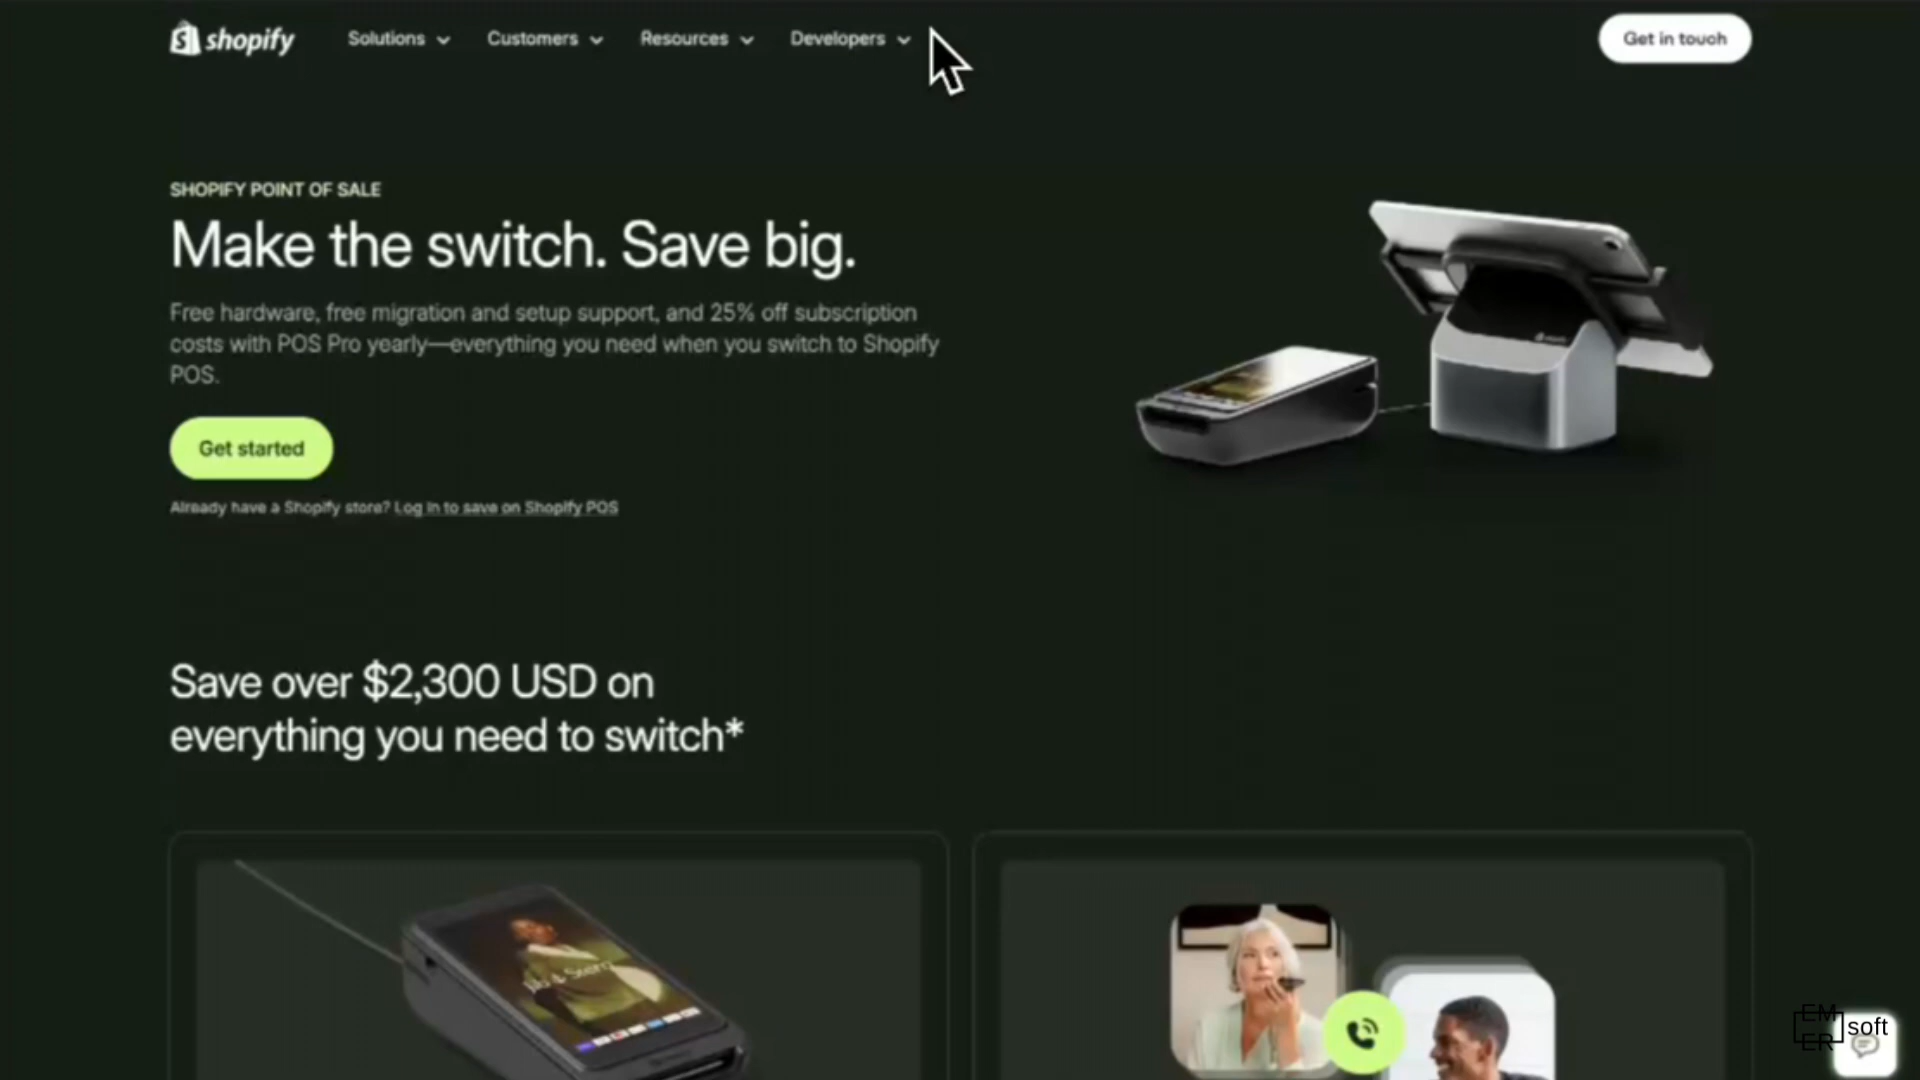 shopify
Solutions
Customers
Resources
Developers
Get in touch
SHOPIFY POINT OF SALE
Make the switch. Save big.
Free hardware, free migration and setup support, and 25% off subscription
costs with POS Pro yearly—everything you need when you switch to Shopify
POS.
Get started
Already have a Shopify store? Log in to save on Shopify POS
Save over $2,300 USD on
everything you need to switch*
EM
ER
soft